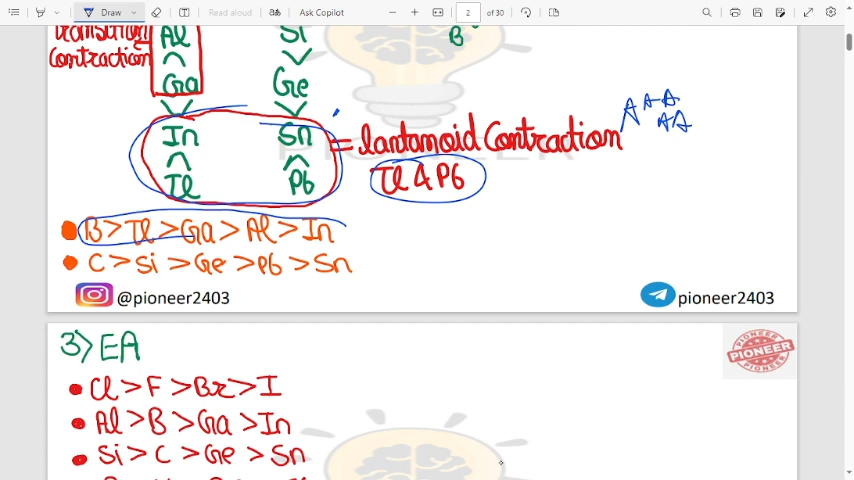 Draw
Read aloud
Ask Copilot
2 of 30
transition Al Si B
Contraction ^ v
Ga Ge
v v
In Sn = lantanoid Contraction A A A
^ ^ A A
Tl Pb Tl & Pb
B > Tl > Ga > Al > In
C > Si > Ge > Pb > Sn
@pioneer2403 pioneer2403
3) EA
PIONEER
Cl > F > Br > I
Al > B > Ga > In
Si > C > Ge > Sn